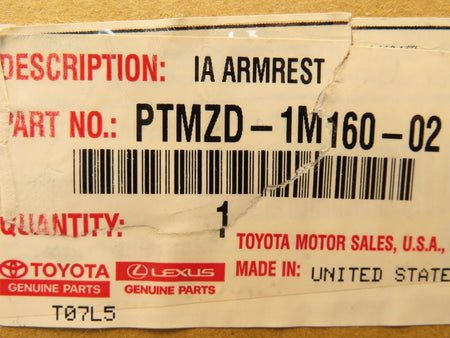 DESCRIPTION: IA ARMREST
PART NO.: PTMZD-1M160-02
QUANTITY: 1
TOYOTA MOTOR SALES, U.S.A.,
TOYOTA LEXUS MADE IN: UNITED STATE
GENUINE PARTS GENUINE PARTS
T07L5